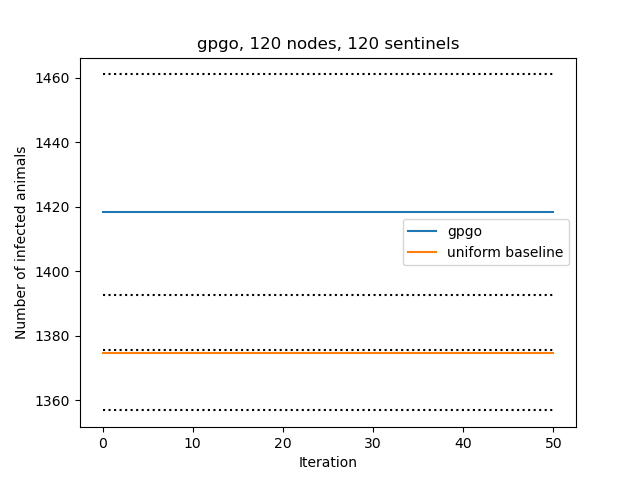 gpgo, 120 nodes, 120 sentinels
Number of infected animals
1460
1440
1420
1400
1380
1360
gpgo
uniform baseline
0 10 20 30 40 50
Iteration